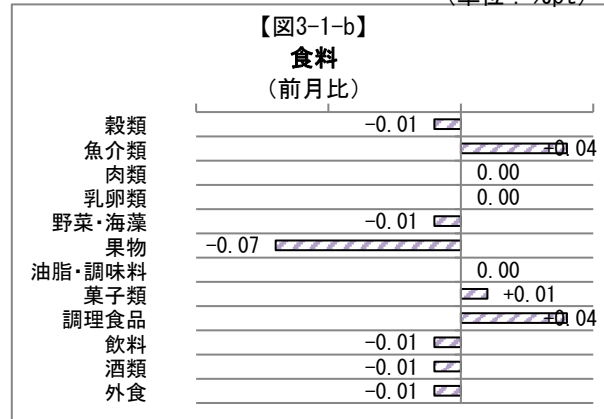 (単位：%pt)
【図3-1-b】
食料
(前月比)
穀類 -0.01
魚介類 +0.04
肉類 0.00
乳卵類 0.00
野菜・海藻 -0.01
果物 -0.07
油脂・調味料 0.00
菓子類 +0.01
調理食品 +0.04
飲料 -0.01
酒類 -0.01
外食 -0.01